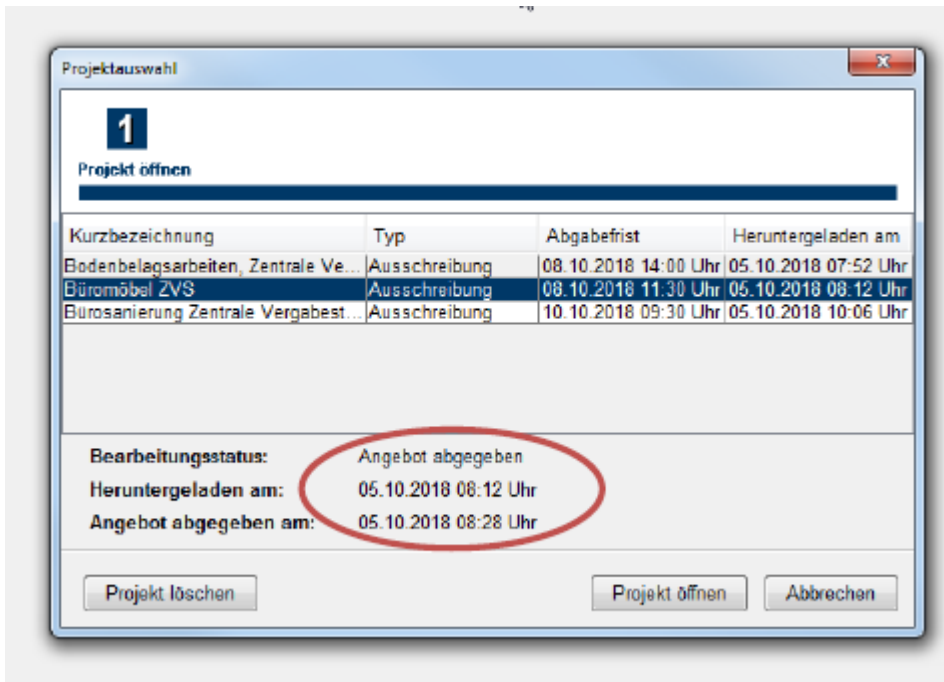 Projektauswahl
1
Projekt öffnen
Kurzbezeichnung Typ Abgabefrist Heruntergeladen am
Bodenbelagsarbeiten, Zentrale Ve... Ausschreibung 08.10.2018 14:00 Uhr 05.10.2018 07:52 Uhr
Büromöbel ZVS Ausschreibung 08.10.2018 11:30 Uhr 05.10.2018 08:12 Uhr
Bürosanierung Zentrale Vergabest... Ausschreibung 10.10.2018 09:30 Uhr 05.10.2018 10:06 Uhr
Bearbeitungsstatus: Angebot abgegeben
Heruntergeladen am: 05.10.2018 08:12 Uhr
Angebot abgegeben am: 05.10.2018 08:28 Uhr
Projekt löschen Projekt öffnen Abbrechen